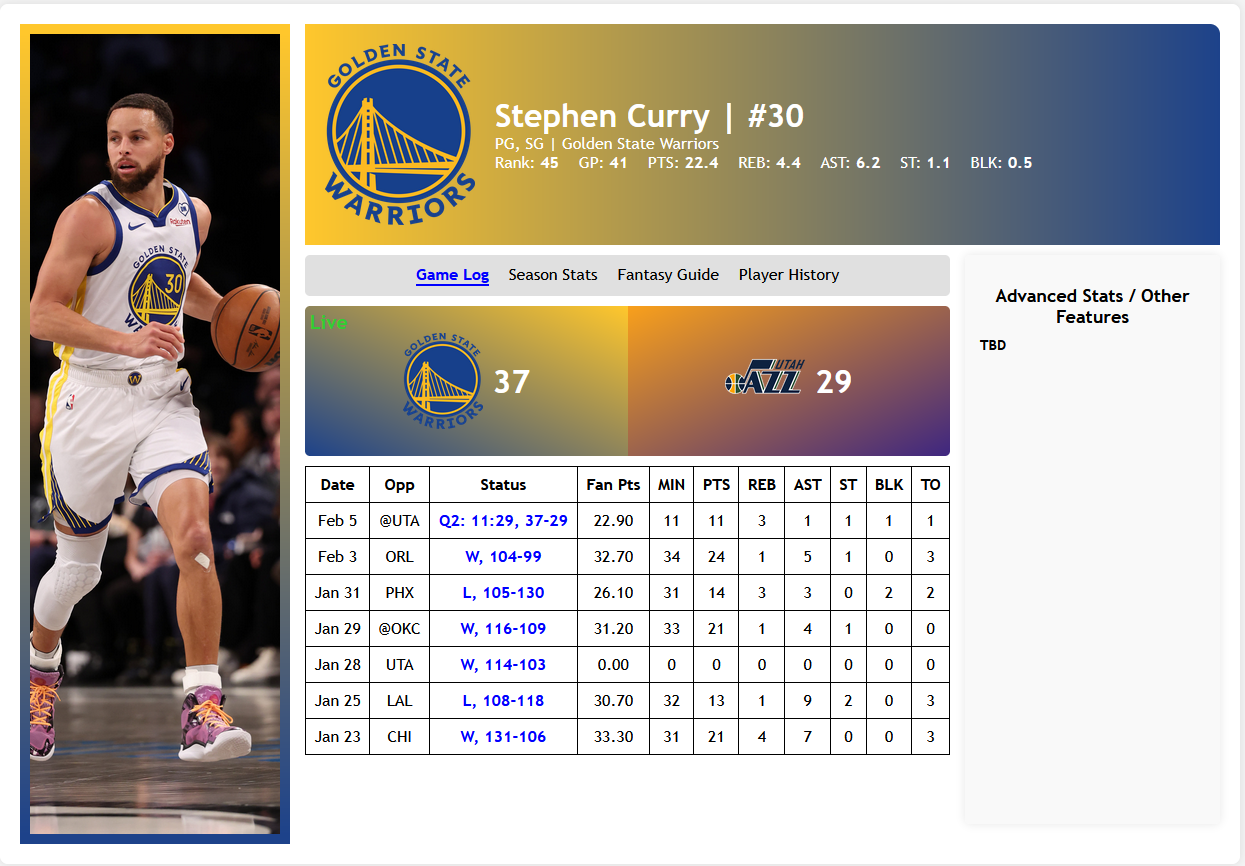 GOLDEN STATE
WARRIORS
Stephen Curry | #30
PG, SG | Golden State Warriors
Rank: 45 GP: 41 PTS: 22.4 REB: 4.4 AST: 6.2 ST: 1.1 BLK: 0.5
Rakuten
GOLDEN STATE
30
Game Log Season Stats Fantasy Guide Player History
Live
GOLDEN STATE
WARRIORS
37
UTAH
JAZZ
29
Date Opp Status Fan Pts MIN PTS REB AST ST BLK TO
Feb 5 @UTA Q2: 11:29, 37-29 22.90 11 11 3 1 1 1 1
Feb 3 ORL W, 104-99 32.70 34 24 1 5 1 0 3
Jan 31 PHX L, 105-130 26.10 31 14 3 3 0 2 2
Jan 29 @OKC W, 116-109 31.20 33 21 1 4 1 0 0
Jan 28 UTA W, 114-103 0.00 0 0 0 0 0 0 0
Jan 25 LAL L, 108-118 30.70 32 13 1 9 2 0 3
Jan 23 CHI W, 131-106 33.30 31 21 4 7 0 0 3
Advanced Stats / Other
Features
TBD